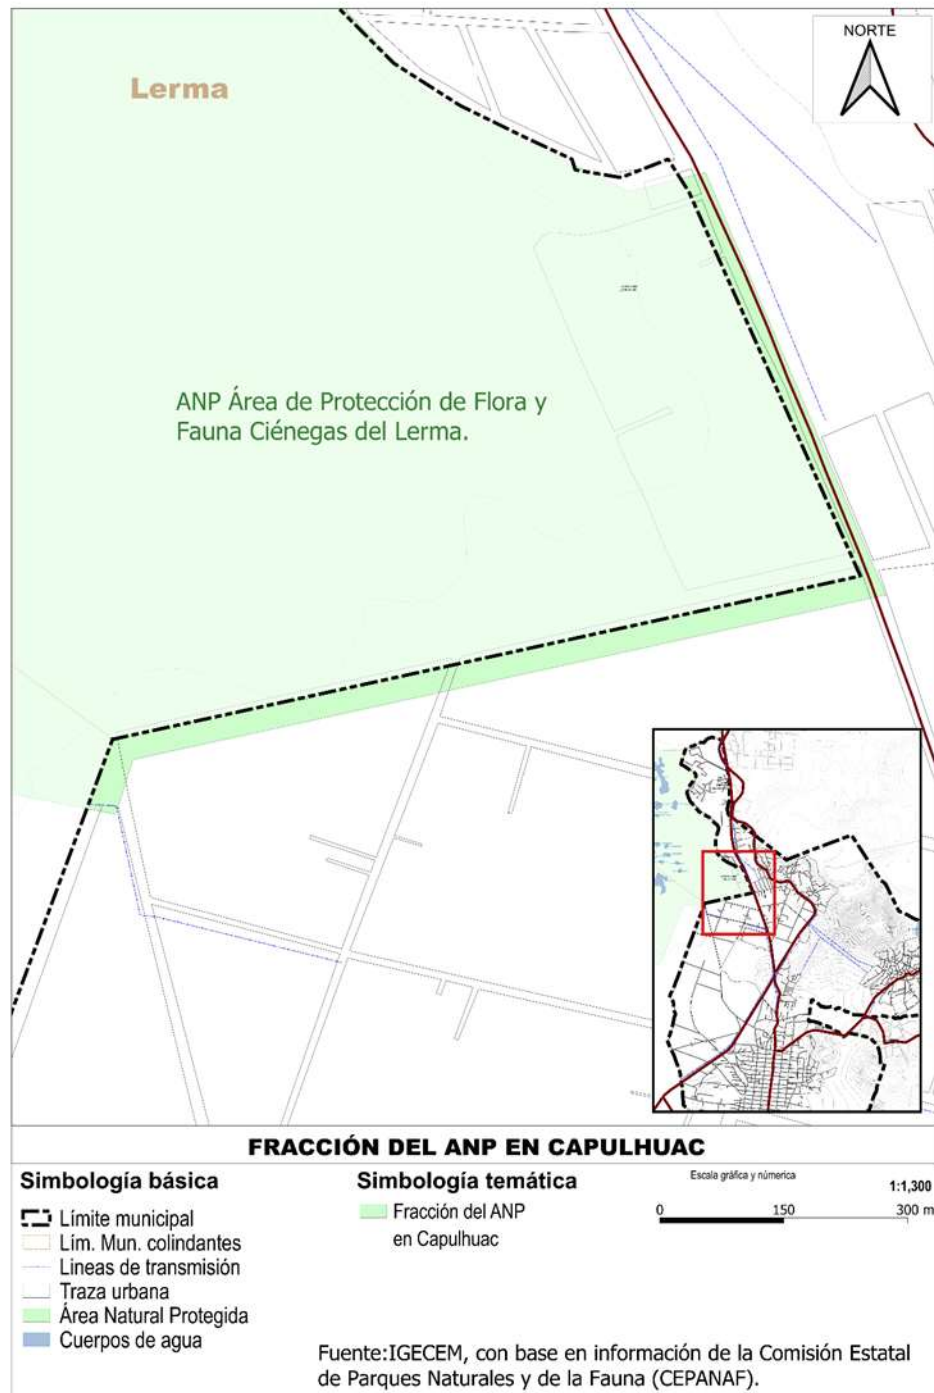 NORTE
Lerma
ANP Área de Protección de Flora y
Fauna Ciénegas del Lerma.
FRACCIÓN DEL ANP EN CAPULHUAC
Simbología básica
Límite municipal
Lím. Mun. colindantes
Lineas de transmisión
Traza urbana
Área Natural Protegida
Cuerpos de agua
Simbología temática
Fracción del ANP
en Capulhuac
Escala gráfica y númerica
1:1,300
0 150 300 m
Fuente:IGECEM, con base en información de la Comisión Estatal
de Parques Naturales y de la Fauna (CEPANAF).